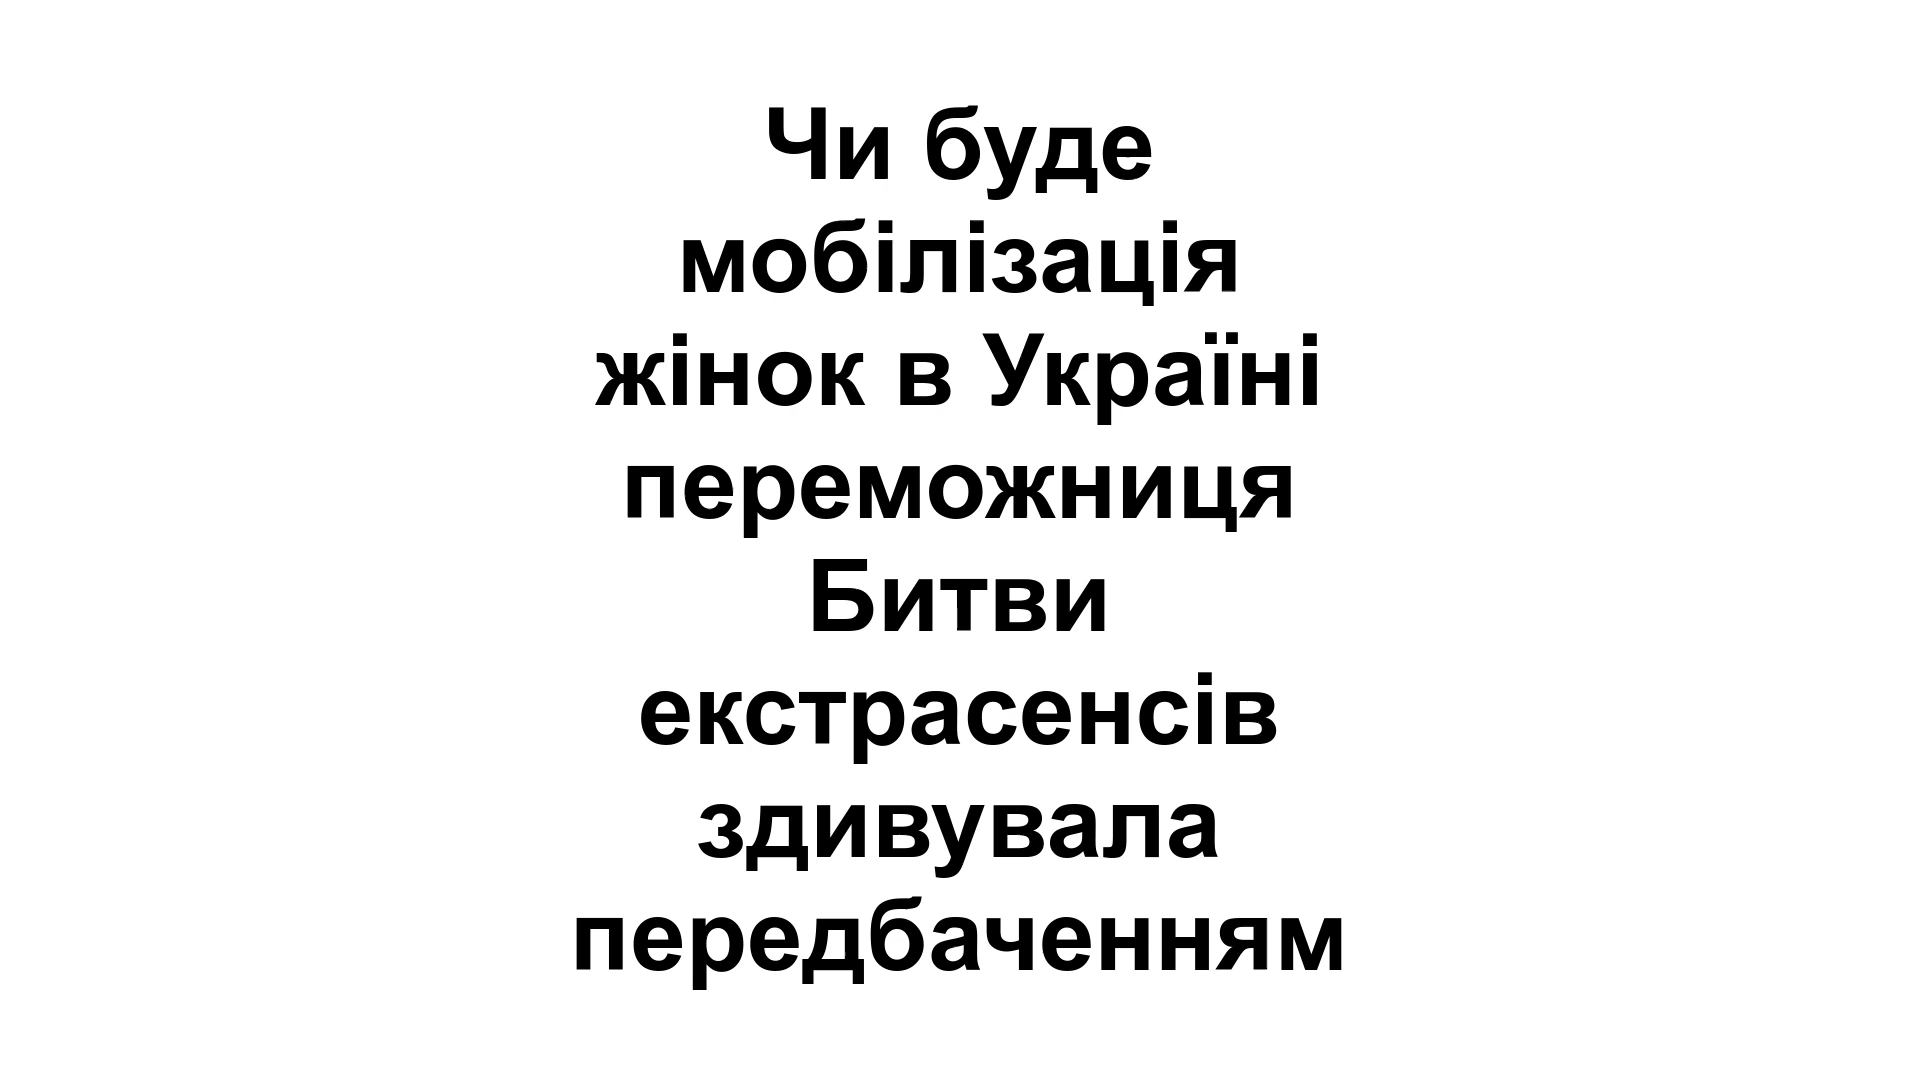 Чи буде
мобілізація
жінок в Україні
переможниця
Битви
екстрасенсів
здивувала
передбаченням